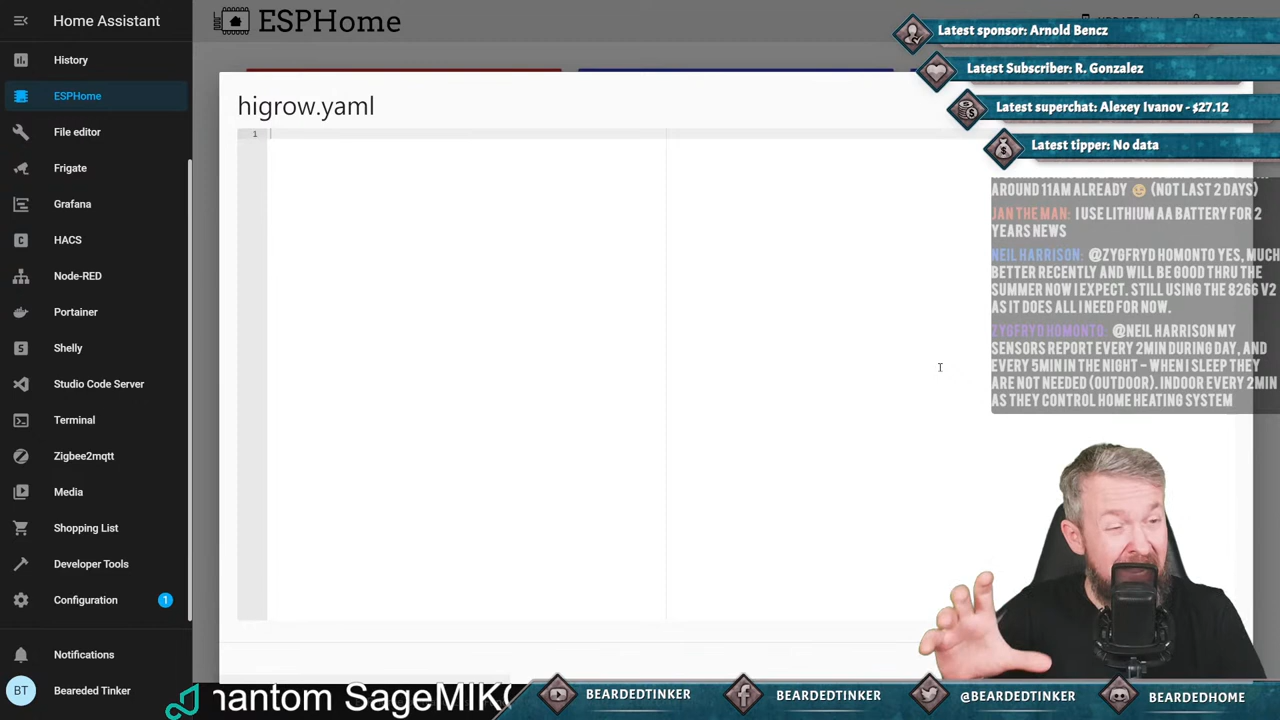 Home Assistant
History
ESPHome
File editor
Frigate
Grafana
HACS
Node-RED
Portainer
Shelly
Studio Code Server
Terminal
Zigbee2mqtt
Media
Shopping List
Developer Tools
Configuration 1
Notifications
BT Bearded Tinker
ESPHome
higrow.yaml
1
Latest sponsor: Arnold Bencz
Latest Subscriber: R. Gonzalez
Latest superchat: Alexey Ivanov - $27.12
Latest tipper: No data
AROUND 11AM ALREADY 😉 (NOT LAST 2 DAYS)
JAN THE MAN: I USE LITHIUM AA BATTERY FOR 2
YEARS NEWS
NEIL HARRISON: @ZYGFRYD HOMONTO YES, MUCH
BETTER RECENTLY AND WILL BE GOOD THRU THE
SUMMER NOW I EXPECT. STILL USING THE 8266 V2
AS IT DOES ALL I NEED FOR NOW.
ZYGFRYD HOMONTO: @NEIL HARRISON MY
SENSORS REPORT EVERY 2MIN DURING DAY, AND
EVERY 5MIN IN THE NIGHT - WHEN I SLEEP THEY
ARE NOT NEEDED (OUTDOOR). INDOOR EVERY 2MIN
AS THEY CONTROL HOME HEATING SYSTEM
hantom SageMIK
BEARDEDTINKER
BEARDEDTINKER
@BEARDEDTINKER
BEARDEDHOME